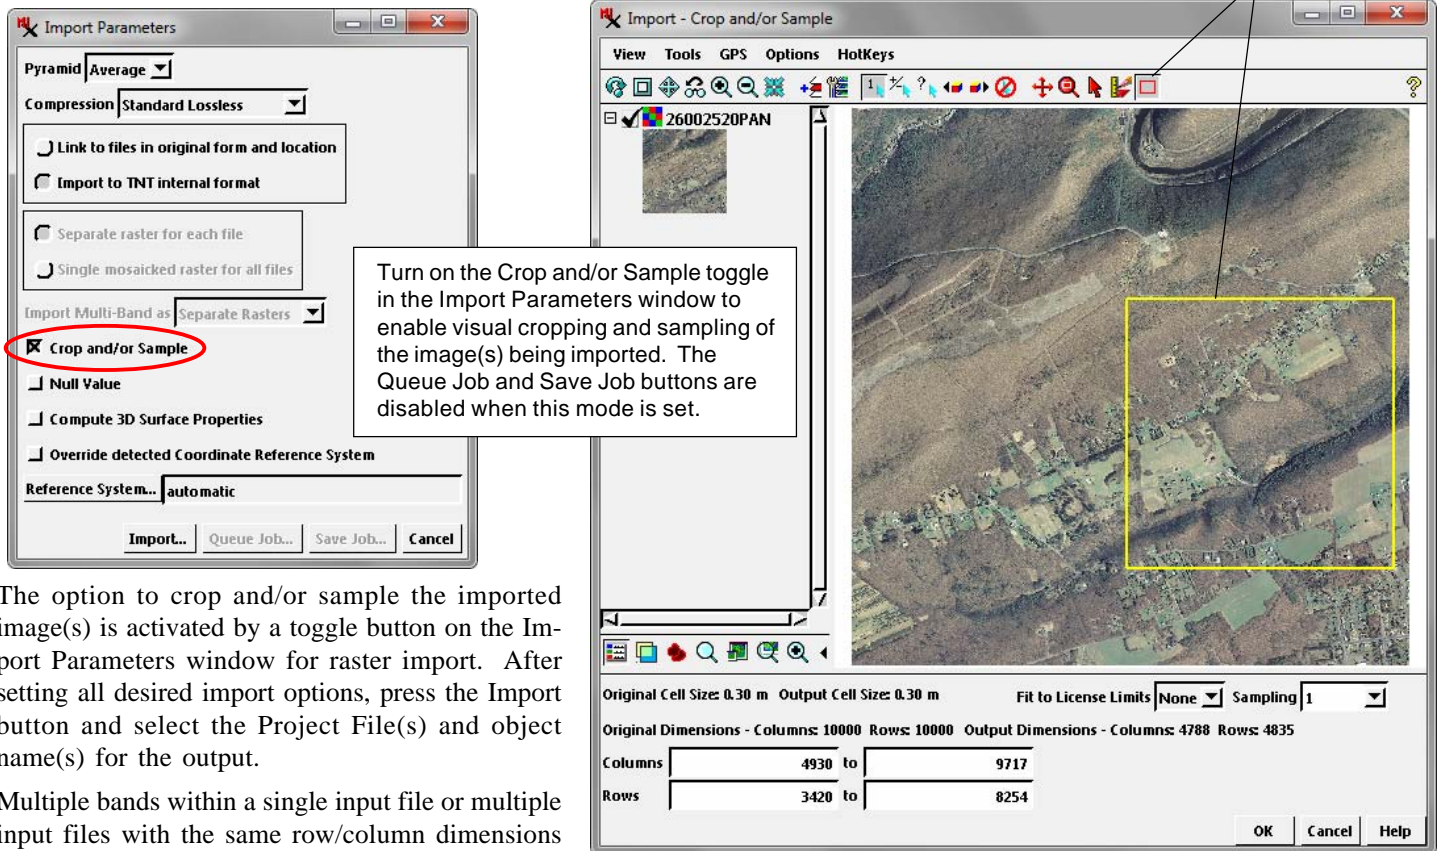 Import Parameters
Pyramid Average
Compression Standard Lossless
Link to files in original form and location
Import to TNT internal format
Separate raster for each file
Single mosaicked raster for all files
Import Multi-Band as Separate Rasters
Crop and/or Sample
Null Value
Compute 3D Surface Properties
Override detected Coordinate Reference System
Reference System... automatic
Import... Queue Job... Save Job... Cancel
Turn on the Crop and/or Sample toggle
in the Import Parameters window to
enable visual cropping and sampling of
the image(s) being imported. The
Queue Job and Save Job buttons are
disabled when this mode is set.
The option to crop and/or sample the imported
image(s) is activated by a toggle button on the Im-
port Parameters window for raster import. After
setting all desired import options, press the Import
button and select the Project File(s) and object
name(s) for the output.
Multiple bands within a single input file or multiple
input files with the same row/column dimensions
Import - Crop and/or Sample
View Tools GPS Options HotKeys
26002520PAN
Original Cell Size: 0.30 m Output Cell Size: 0.30 m Fit to License Limits None Sampling 1
Original Dimensions - Columns: 10000 Rows: 10000 Output Dimensions - Columns: 4788 Rows: 4835
Columns 4930 to 9717
Rows 3420 to 8254
OK Cancel Help